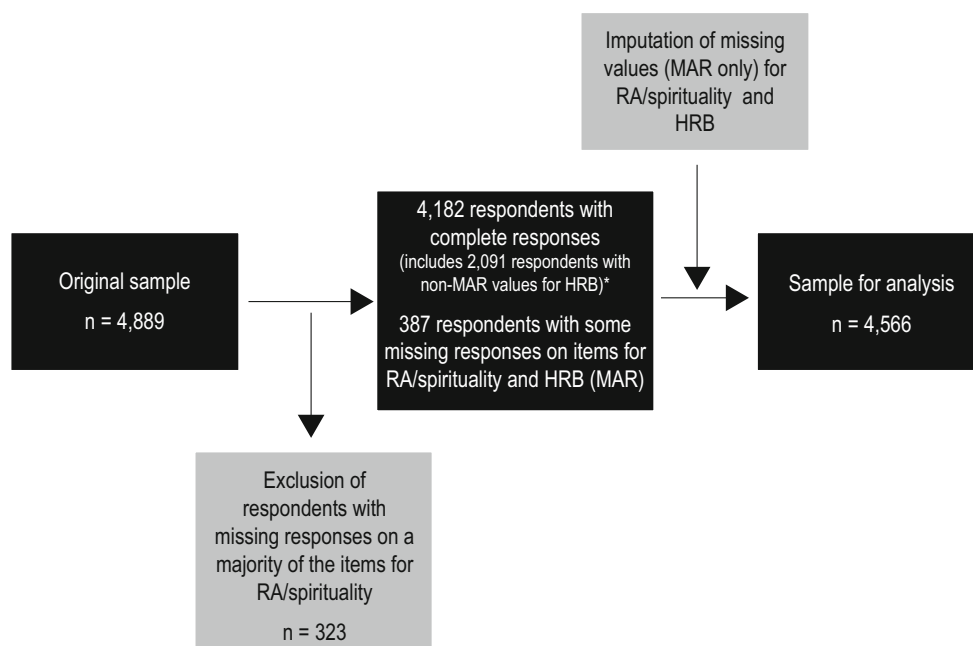 Imputation of missing
values (MAR only) for
RA/spirituality and
HRB
Original sample
n = 4,889
4,182 respondents with
complete responses
(includes 2,091 respondents with
non-MAR values for HRB)*
387 respondents with some
missing responses on items for
RA/spirituality and HRB (MAR)
Sample for analysis
n = 4,566
Exclusion of
respondents with
missing responses on a
majority of the items for
RA/spirituality
n = 323